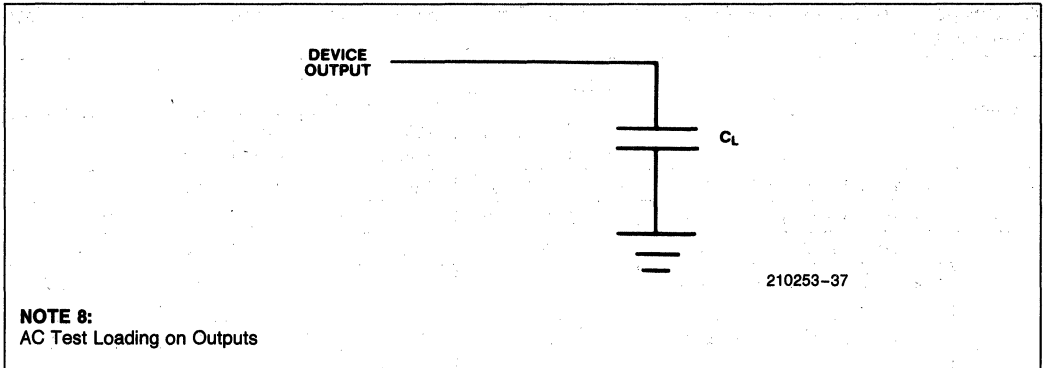 DEVICE
OUTPUT
CL
210253-37
NOTE 8:
AC Test Loading on Outputs